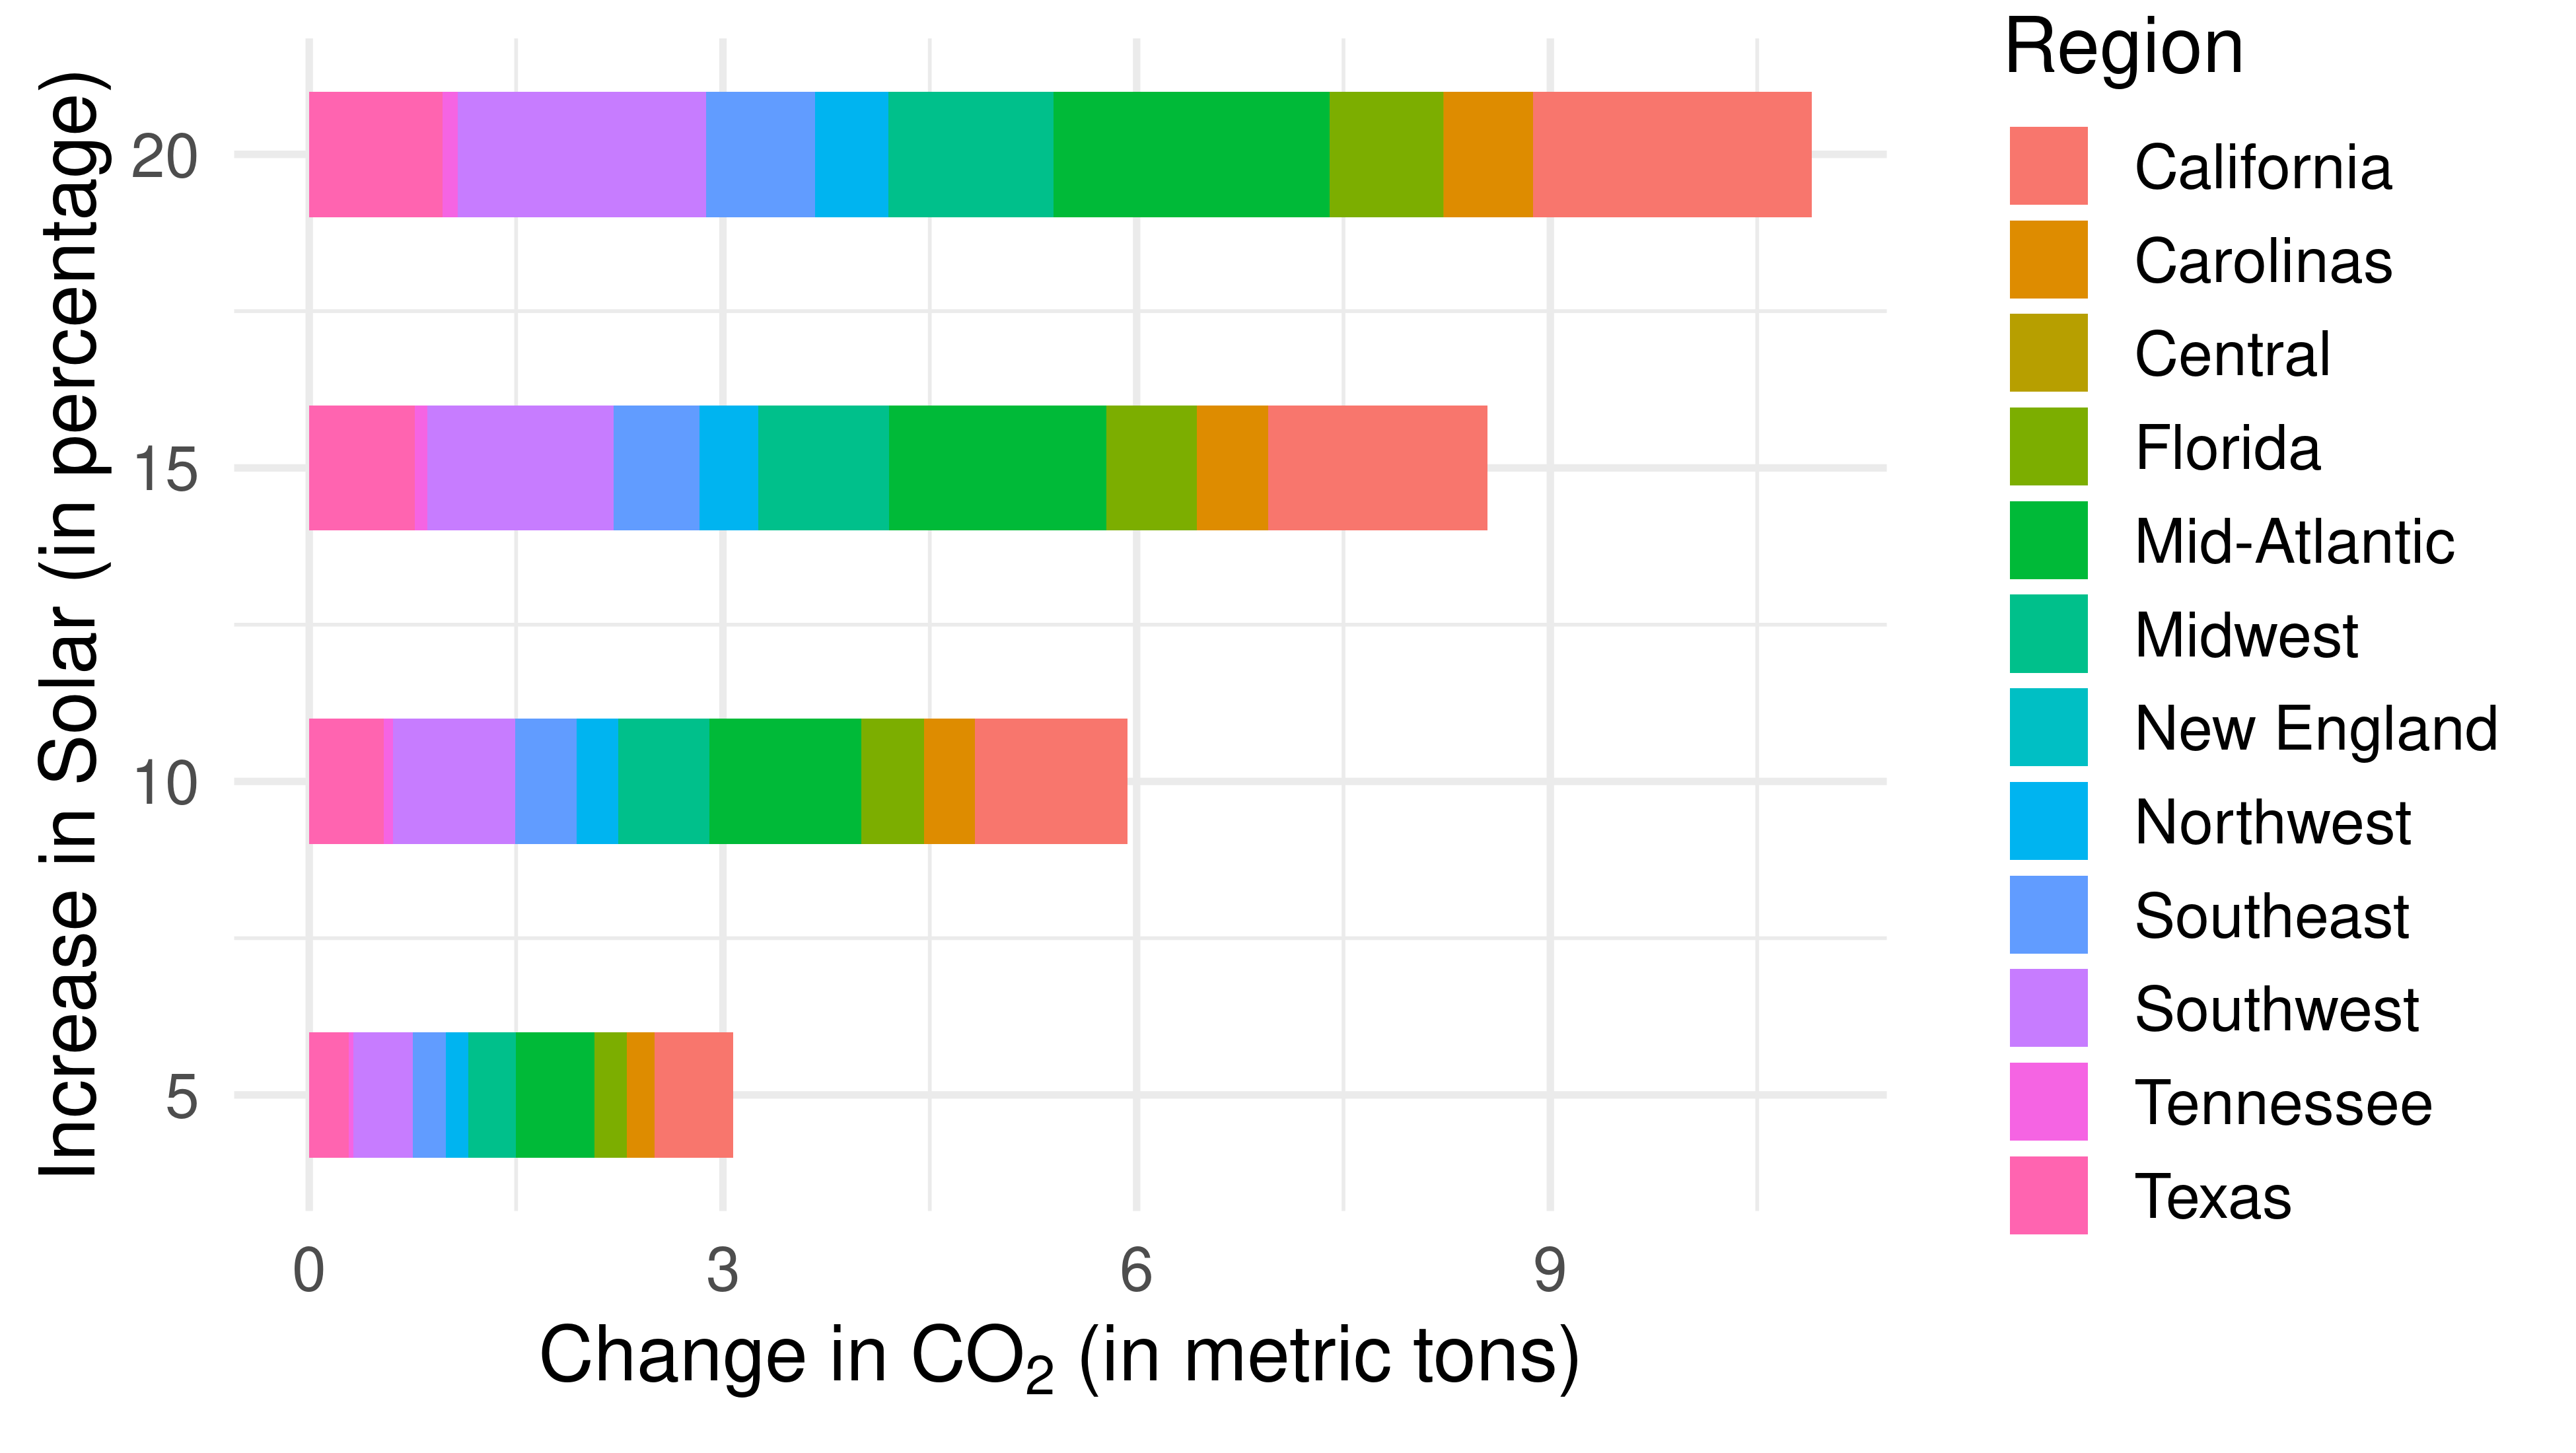 Increase in Solar (in percentage)
20
15
10
5
0 3 6 9
Change in CO₂ (in metric tons)
Region
California
Carolinas
Central
Florida
Mid-Atlantic
Midwest
New England
Northwest
Southeast
Southwest
Tennessee
Texas